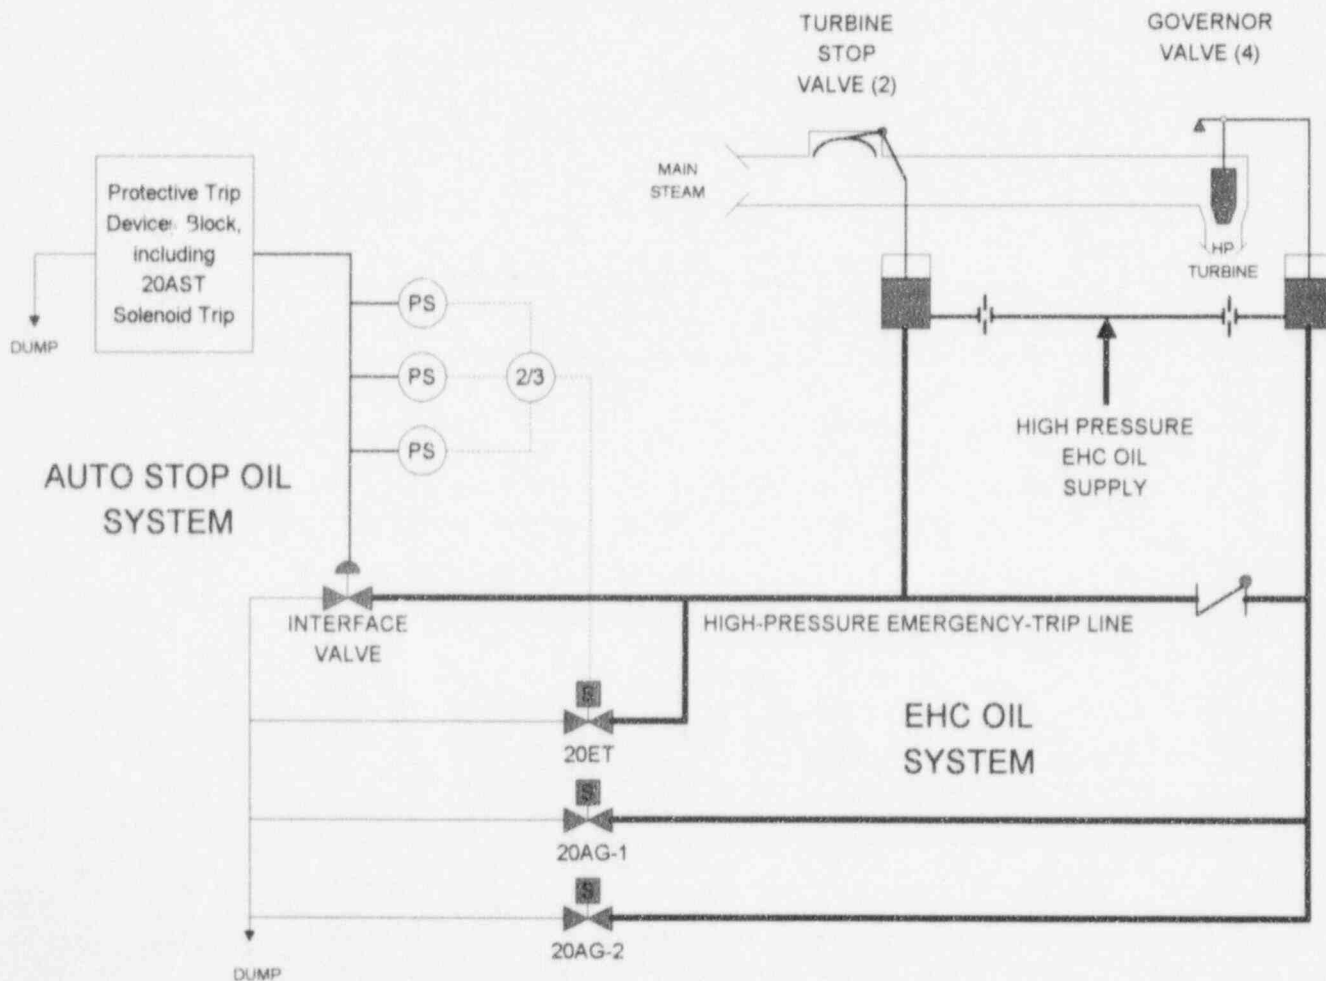 TURBINE
STOP
VALVE (2)
GOVERNOR
VALVE (4)
MAIN
STEAM
Protective Trip
Devices Block,
including
20AST
Solenoid Trip
DUMP
HP
TURBINE
PS
PS
2/3
PS
HIGH PRESSURE
EHC OIL
SUPPLY
AUTO STOP OIL
SYSTEM
INTERFACE
VALVE
HIGH-PRESSURE EMERGENCY-TRIP LINE
S
20ET
EHC OIL
SYSTEM
S
20AG-1
S
20AG-2
DUMP